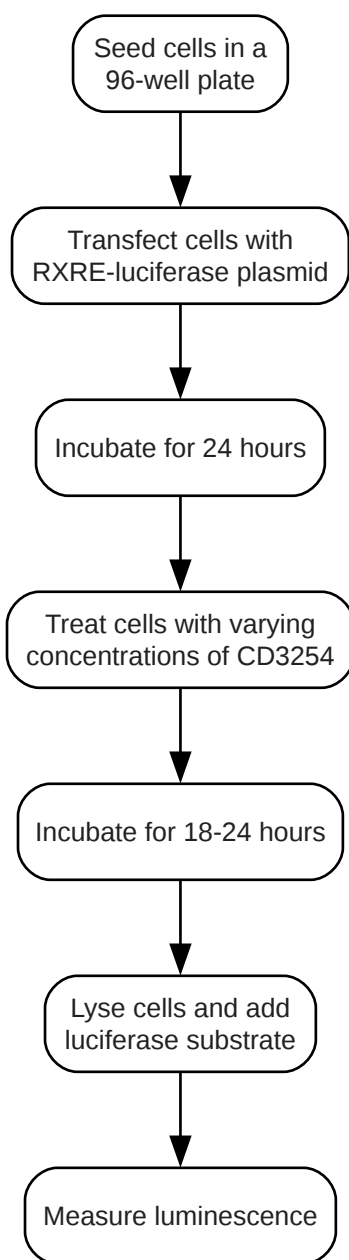 Seed cells in a
96-well plate
Transfect cells with
RXRE-luciferase plasmid
Incubate for 24 hours
Treat cells with varying
concentrations of CD3254
Incubate for 18-24 hours
Lyse cells and add
luciferase substrate
Measure luminescence